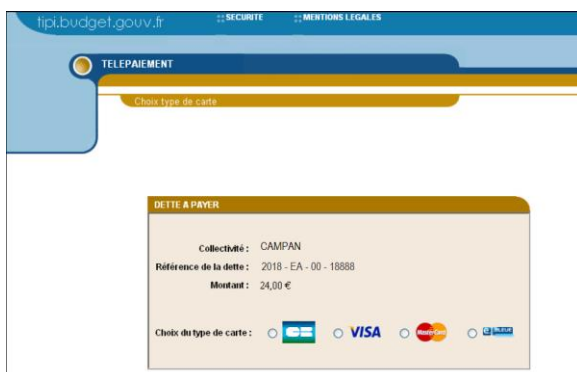 tipi.budget.gouv.fr :: SECURITE :: MENTIONS LEGALES
TELEPAIEMENT
Choix type de carte
DETTE A PAYER
Collectivité : CAMPAN
Référence de la dette : 2018 - EA - 00 - 18888
Montant : 24,00 €
Choix du type de carte : CB VISA MasterCard e BLEUE